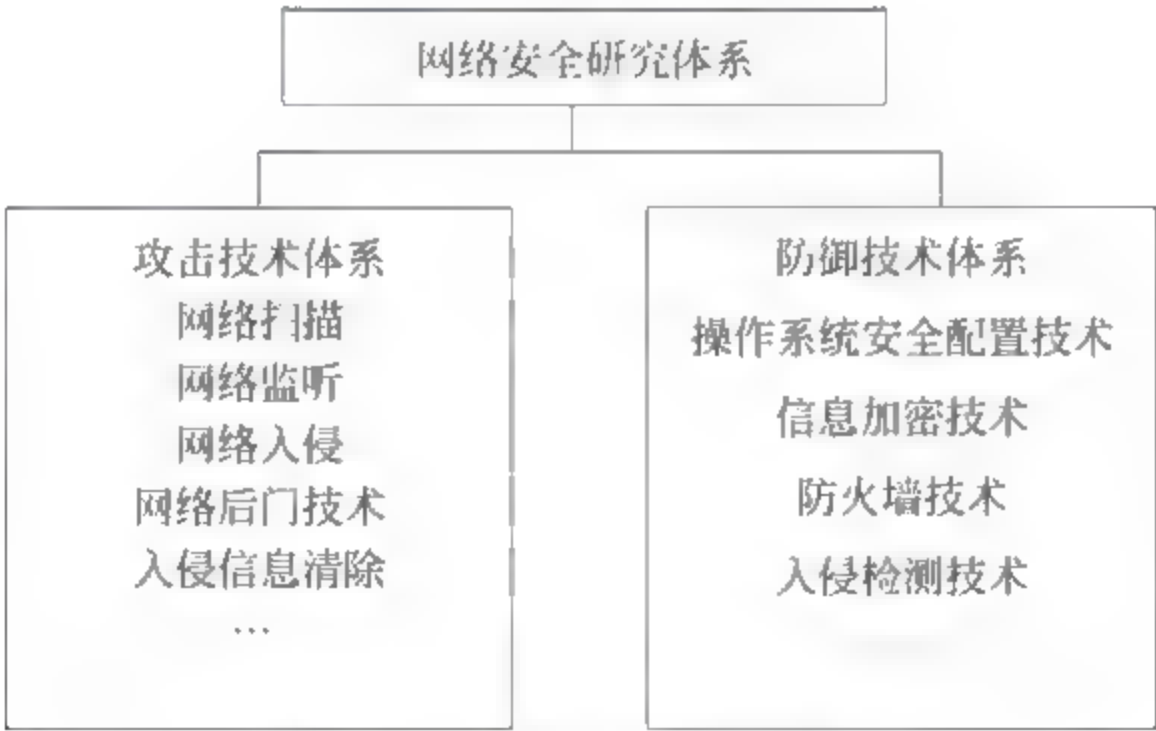 网络安全研究体系
攻击技术体系
网络扫描
网络监听
网络入侵
网络后门技术
入侵信息清除
…
防御技术体系
操作系统安全配置技术
信息加密技术
防火墙技术
入侵检测技术